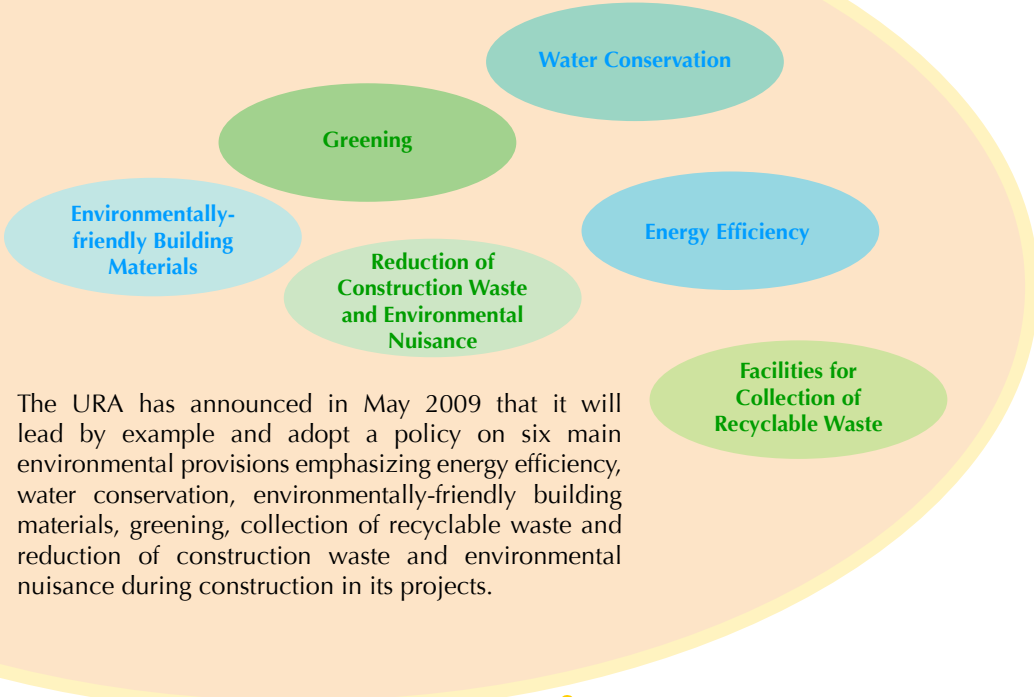 Water Conservation
Greening
Environmentally-
friendly Building
Materials
Energy Efficiency
Reduction of
Construction Waste
and Environmental
Nuisance
Facilities for
Collection of
Recyclable Waste
The URA has announced in May 2009 that it will
lead by example and adopt a policy on six main
environmental provisions emphasizing energy efficiency,
water conservation, environmentally-friendly building
materials, greening, collection of recyclable waste and
reduction of construction waste and environmental
nuisance during construction in its projects.